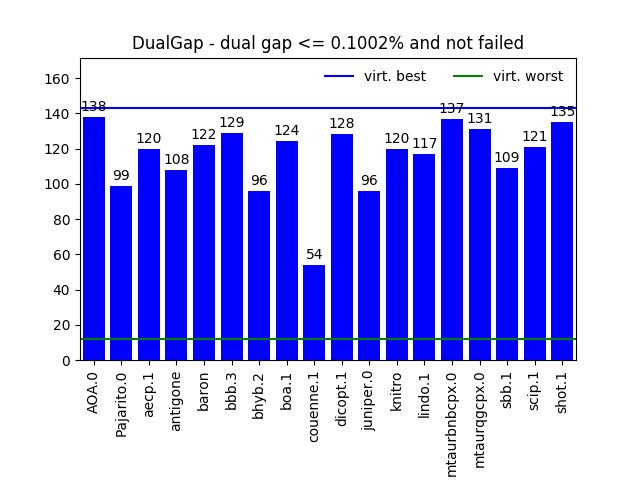 DualGap - dual gap <= 0.1002% and not failed
virt. best
virt. worst
160
140
120
100
80
60
40
20
0
138
99
120
108
122
129
96
124
54
128
96
120
117
137
131
109
121
135
AOA.0
Pajarito.0
aecp.1
antigone
baron
bbb.3
bhyb.2
boa.1
couenne.1
dicopt.1
juniper.0
knitro
lindo.1
mtaurbnbcpx.0
mtaurqgcpx.0
sbb.1
scip.1
shot.1